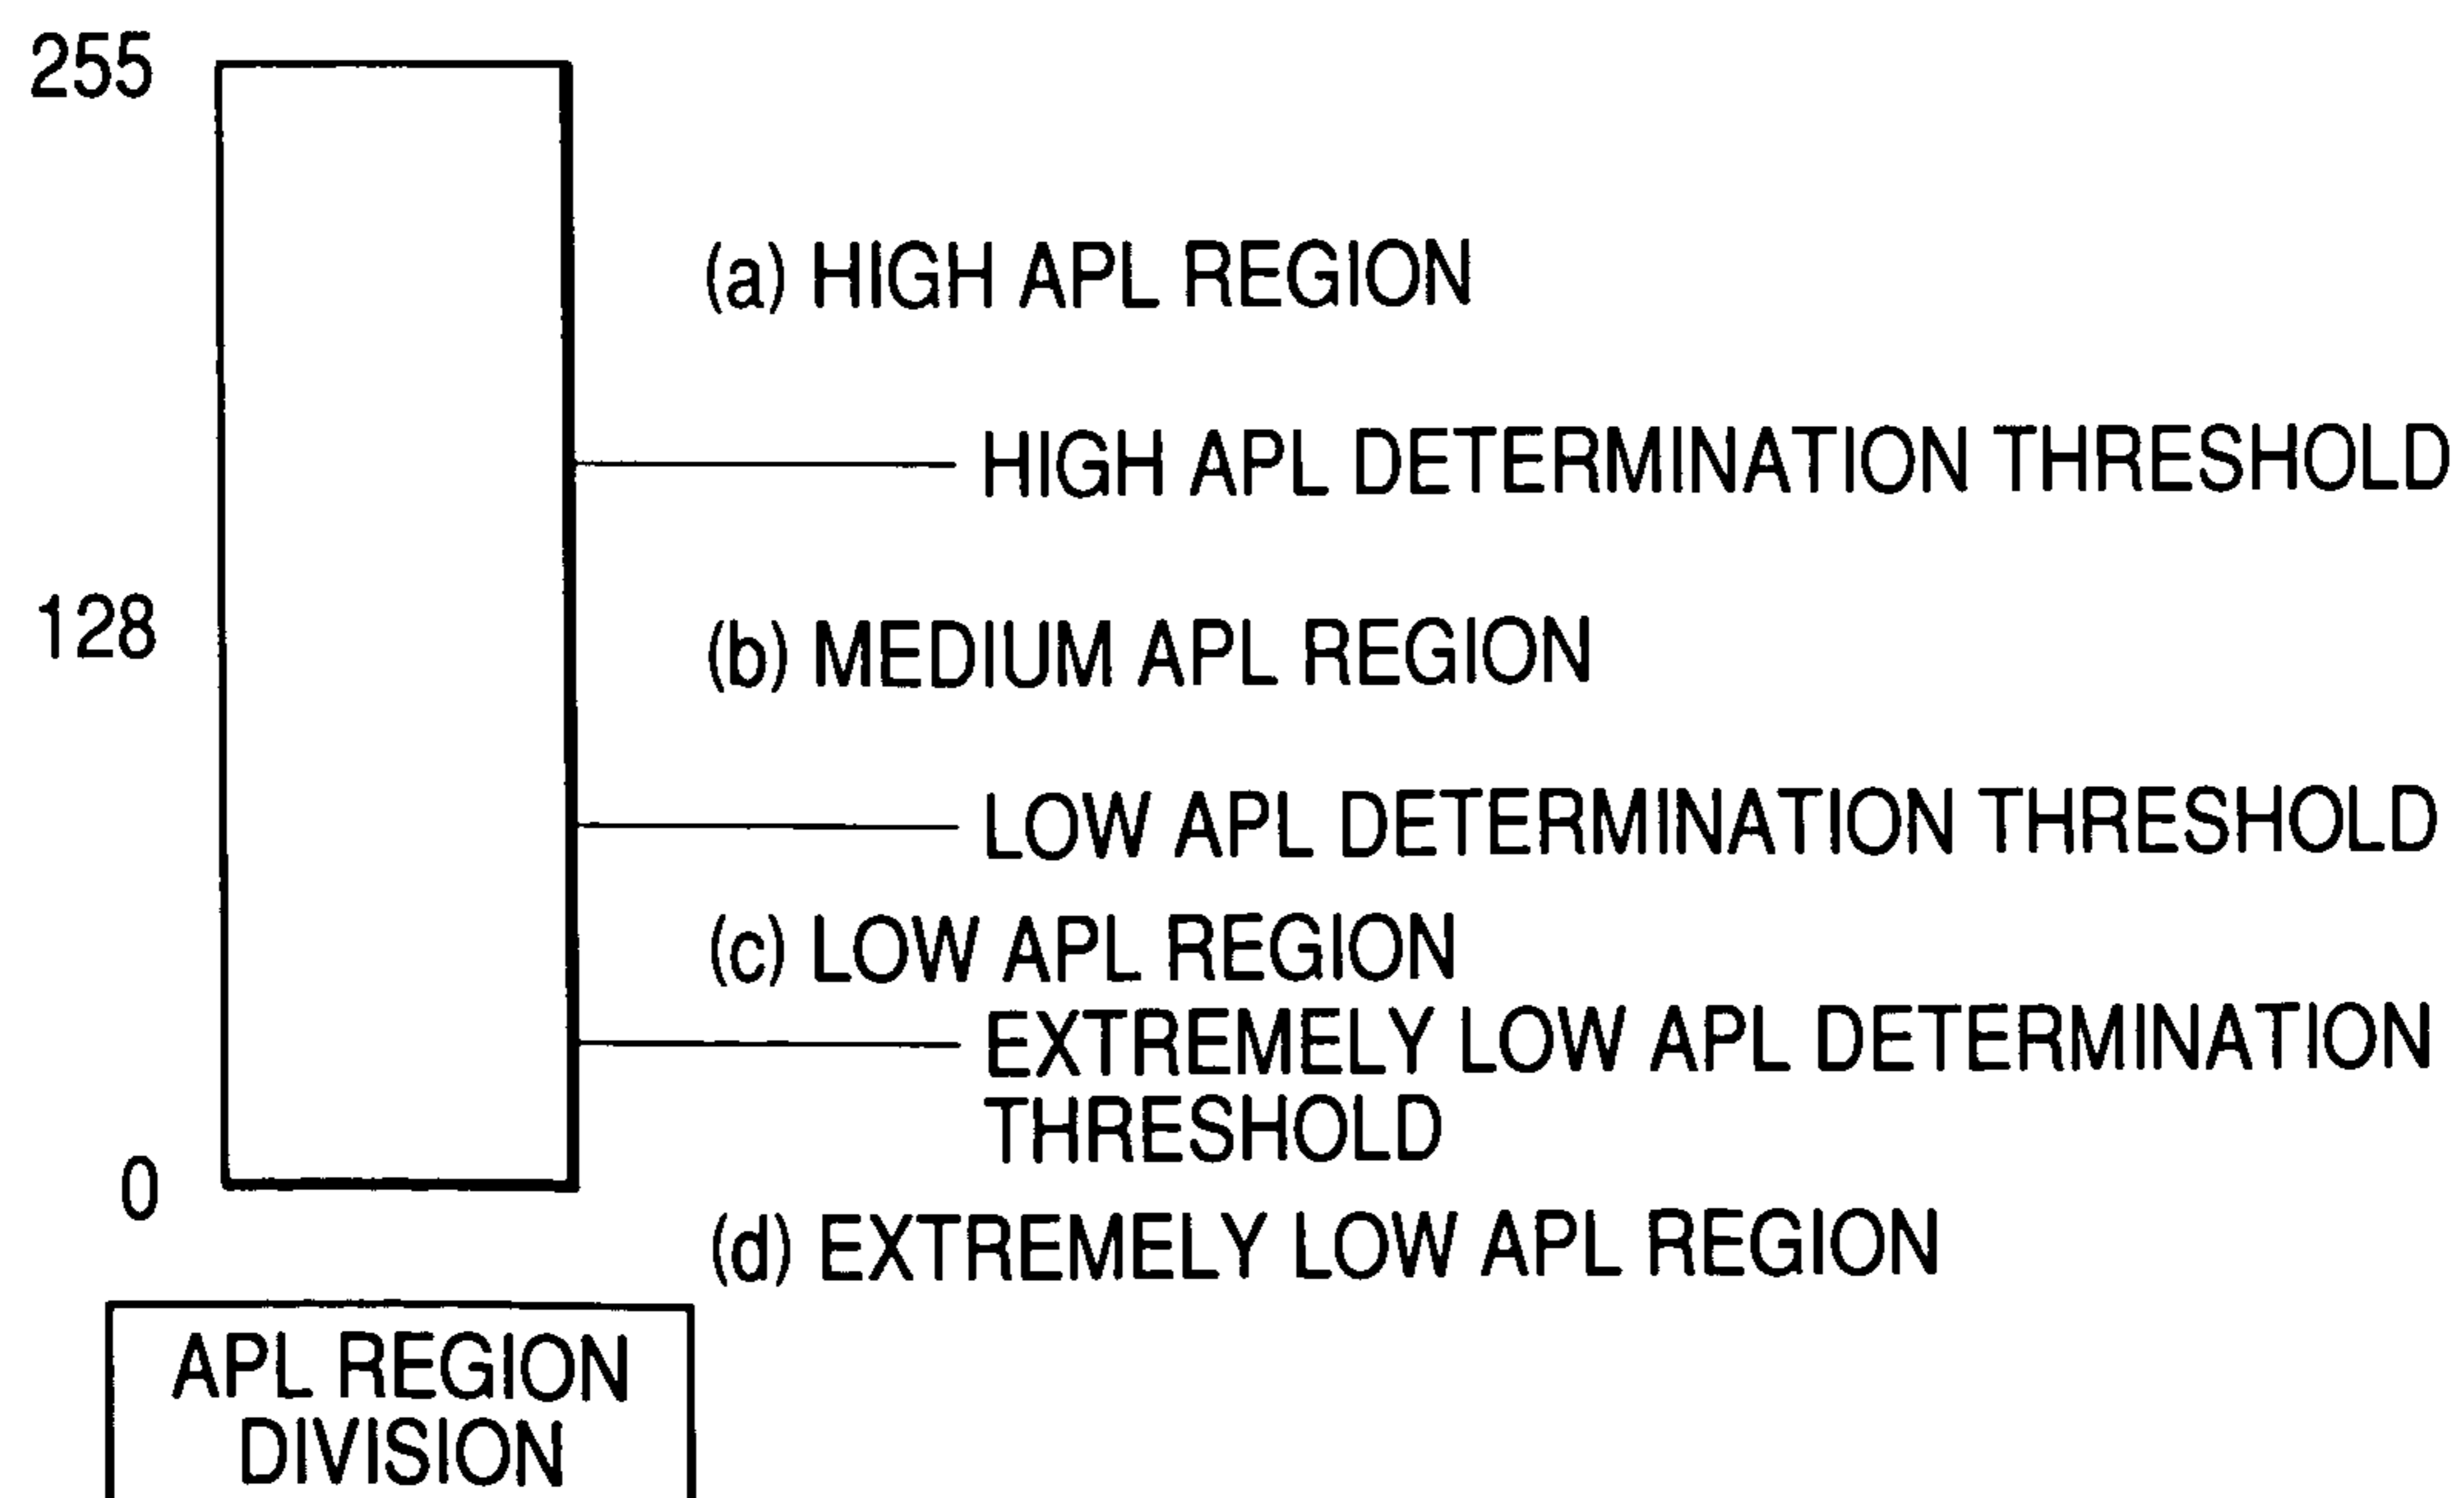 255
(a) HIGH APL REGION
HIGH APL DETERMINATION THRESHOLD
128
(b) MEDIUM APL REGION
LOW APL DETERMINATION THRESHOLD
(c) LOW APL REGION
EXTREMELY LOW APL DETERMINATION
THRESHOLD
0
(d) EXTREMELY LOW APL REGION
APL REGION
DIVISION